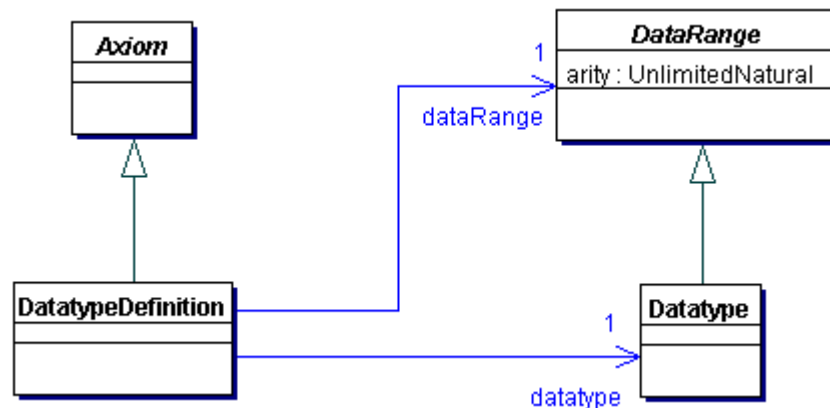 Axiom
1
DataRange
arity : UnlimitedNatural
dataRange
DatatypeDefinition
1
Datatype
datatype